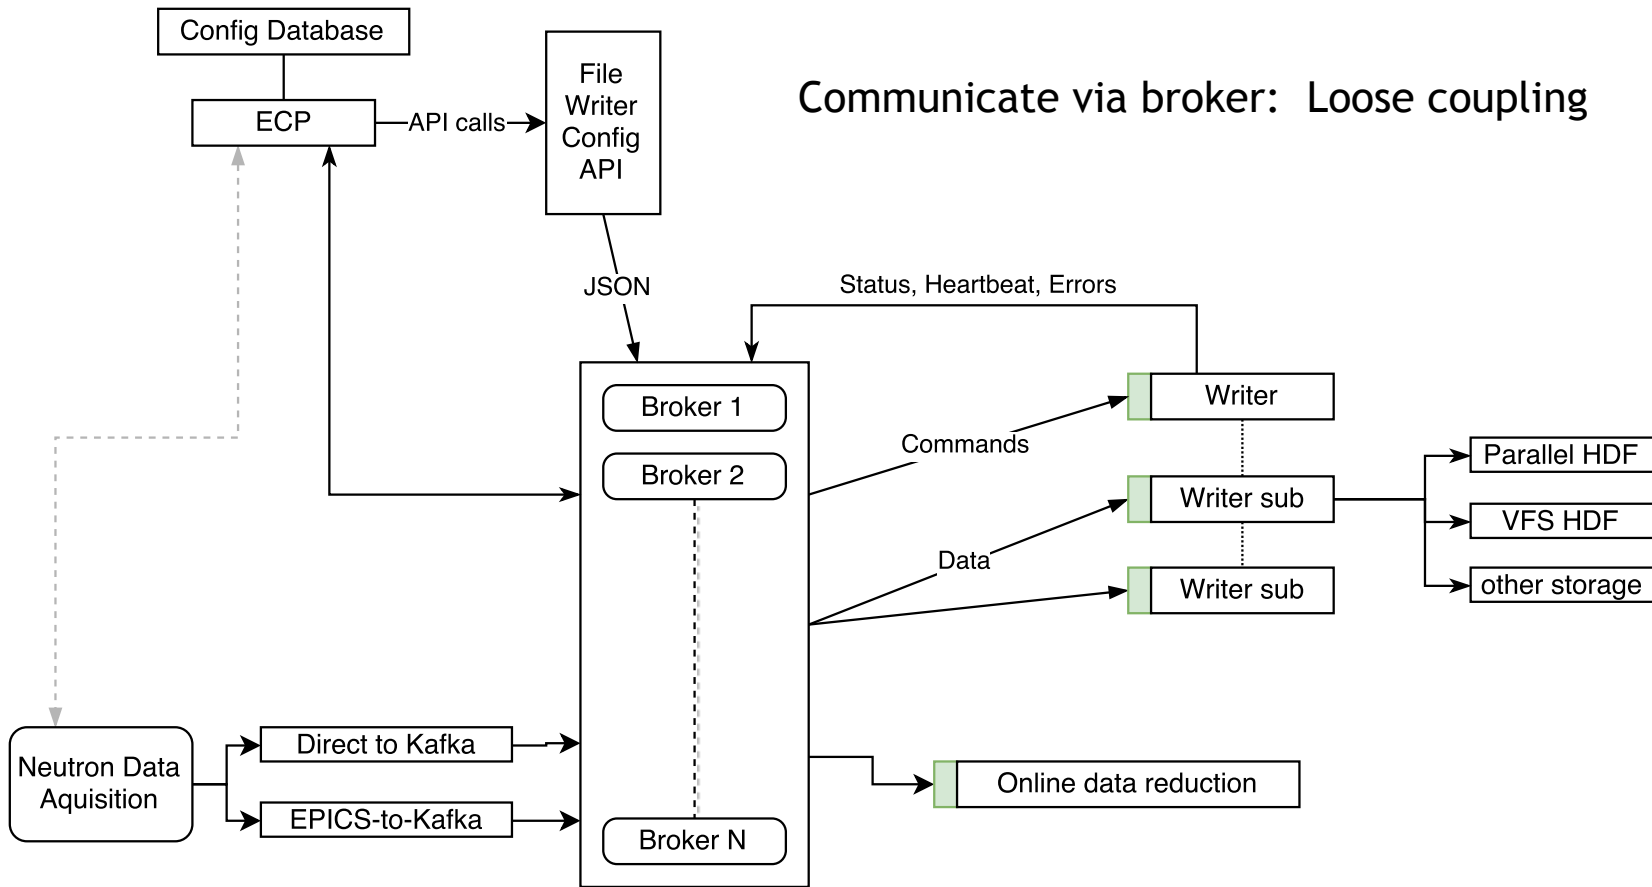 Config Database
ECP
API calls
File
Writer
Config
API
Communicate via broker: Loose coupling
JSON
Status, Heartbeat, Errors
Broker 1
Broker 2
Broker N
Commands
Data
Writer
Writer sub
Writer sub
Parallel HDF
VFS HDF
other storage
Neutron Data
Aquisition
Direct to Kafka
EPICS-to-Kafka
Online data reduction